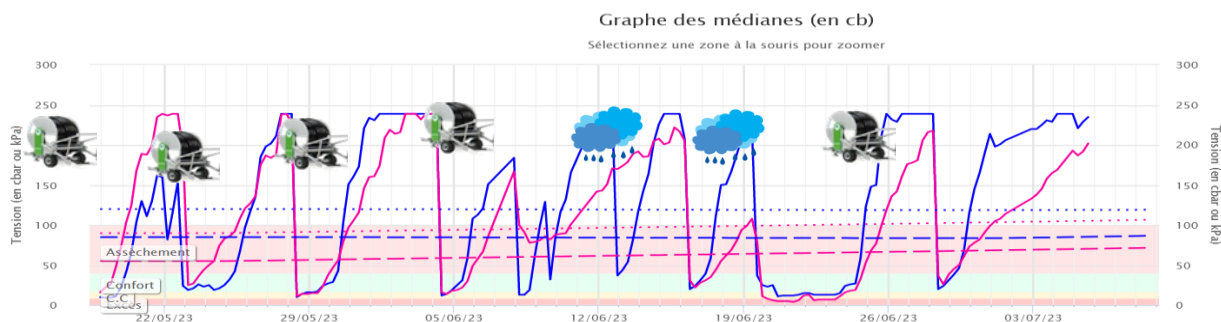 Graphe des médianes (en cb)
Sélectionnez une zone à la souris pour zoomer
Tension (en cbar ou kPa)
300
250
200
150
100
50
0
Assèchement
Confort
C.C
Excès
300
250
200
150
100
50
0
Tension (en cbar ou kPa)
22/05/23
29/05/23
05/06/23
12/06/23
19/06/23
26/06/23
03/07/23